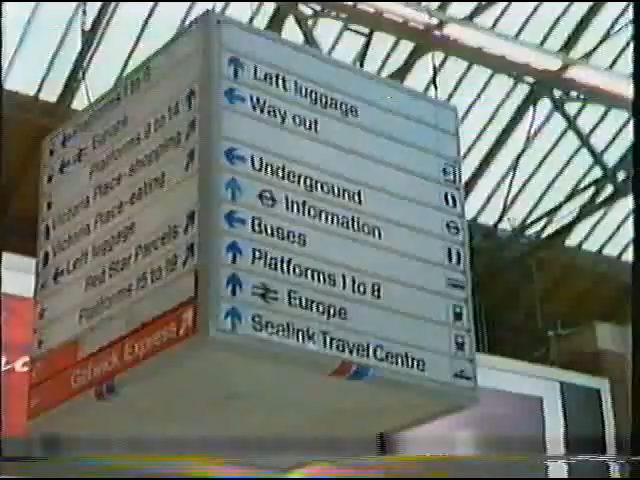 Europe
Platforms 9 to 14
Victoria Place-shopping
Victoria Place-eating
Left luggage
Red Star Parcels
Platforms 15 to 19
Gatwick Express
Left luggage
Way out
Underground
Information
Buses
Platforms 1 to 8
Europe
Sealink Travel Centre